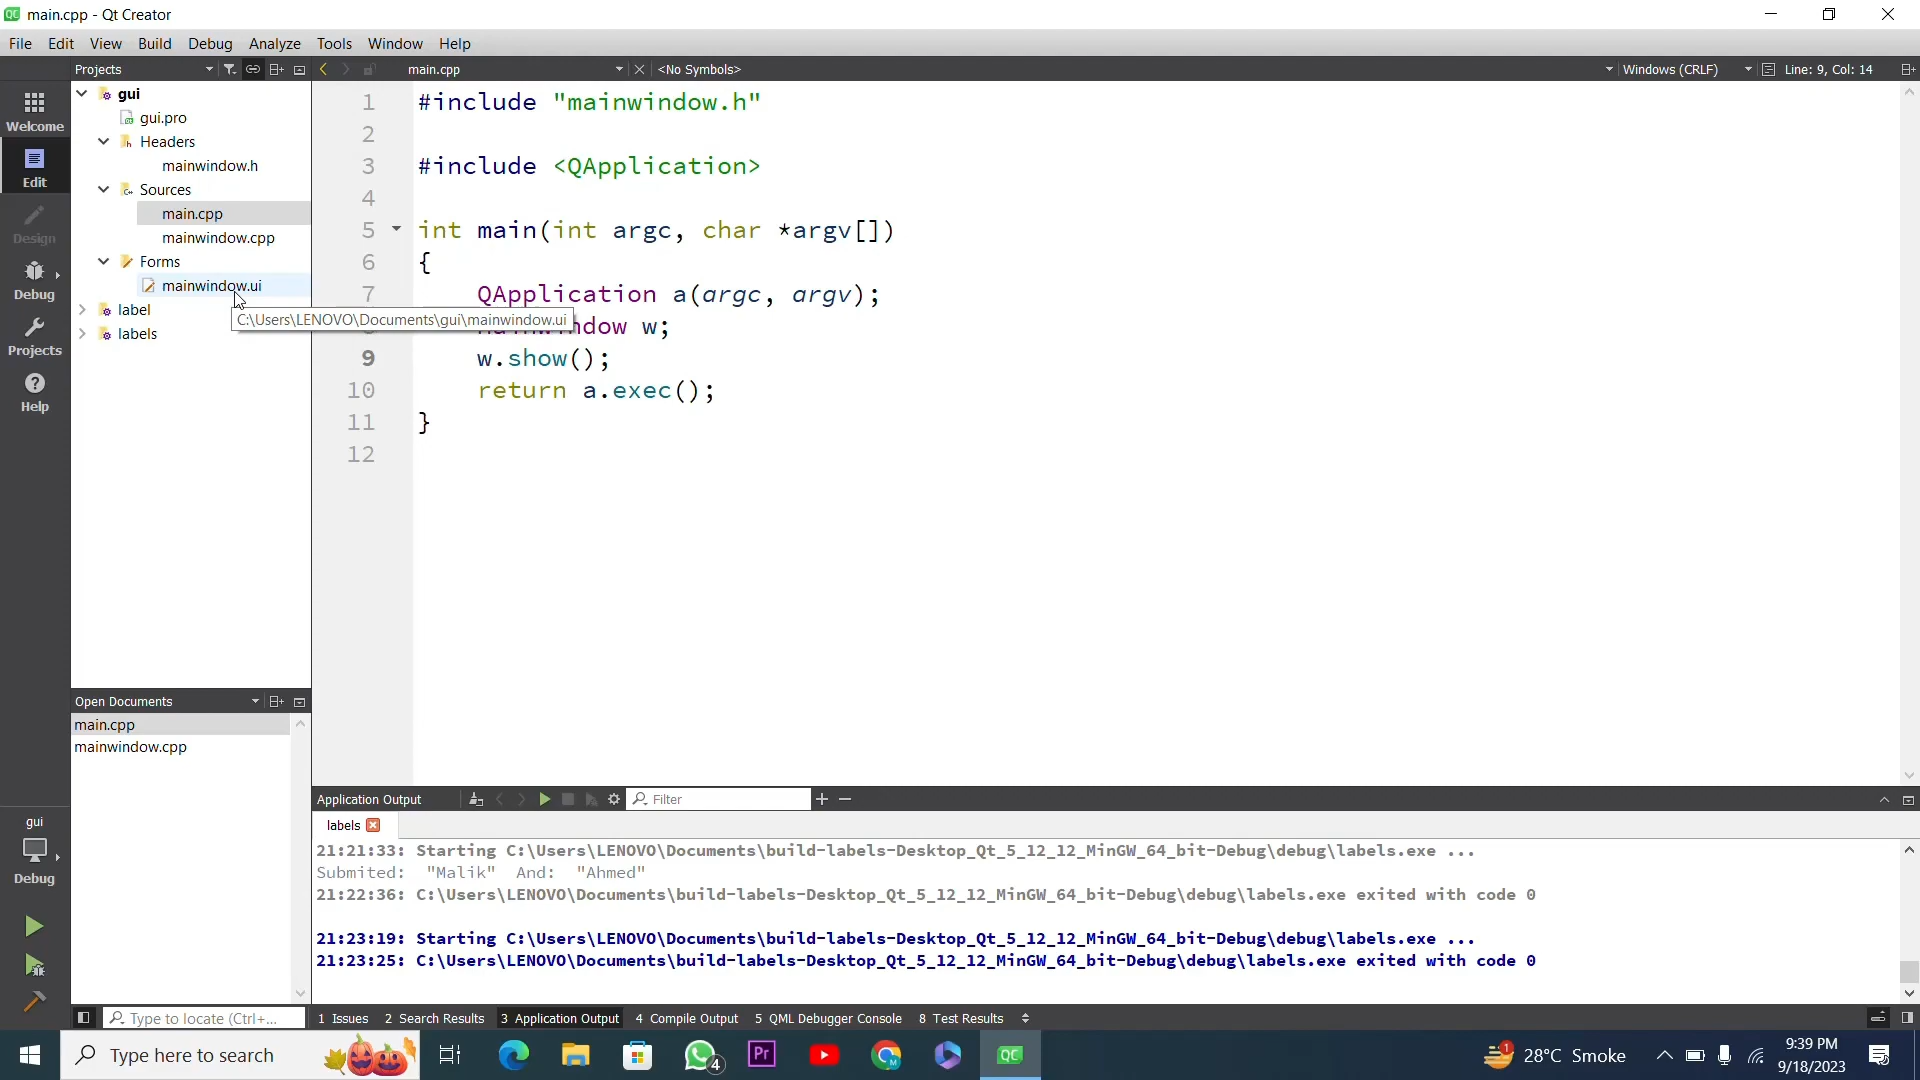 main.cpp - Qt Creator
File Edit View Build Debug Analyze Tools Window Help
Projects
main.cpp
<No Symbols>
Windows (CRLF)
Line: 9, Col: 14
Welcome
Edit
Design
Debug
Projects
Help
gui
gui.pro
Headers
mainwindow.h
Sources
main.cpp
mainwindow.cpp
Forms
mainwindow.ui
label
labels
C:\Users\LENOVO\Documents\gui\mainwindow.ui
1 #include "mainwindow.h"
2
3 #include <QApplication>
4
5 int main(int argc, char *argv[])
6 {
7 QApplication a(argc, argv);
w;
9 w.show();
10 return a.exec();
11 }
12
Open Documents
main.cpp
mainwindow.cpp
gui
Debug
Application Output
Filter
labels
21:21:33: Starting C:\Users\LENOVO\Documents\build-labels-Desktop_Qt_5_12_12_MinGW_64_bit-Debug\debug\labels.exe ...
Submited: "Malik" And: "Ahmed"
21:22:36: C:\Users\LENOVO\Documents\build-labels-Desktop_Qt_5_12_12_MinGW_64_bit-Debug\debug\labels.exe exited with code 0
21:23:19: Starting C:\Users\LENOVO\Documents\build-labels-Desktop_Qt_5_12_12_MinGW_64_bit-Debug\debug\labels.exe ...
21:23:25: C:\Users\LENOVO\Documents\build-labels-Desktop_Qt_5_12_12_MinGW_64_bit-Debug\debug\labels.exe exited with code 0
Type to locate (Ctrl+...
1 Issues 2 Search Results 3 Application Output 4 Compile Output 5 QML Debugger Console 8 Test Results
Type here to search
4
Pr
QC
1
28°C Smoke
9:39 PM
9/18/2023